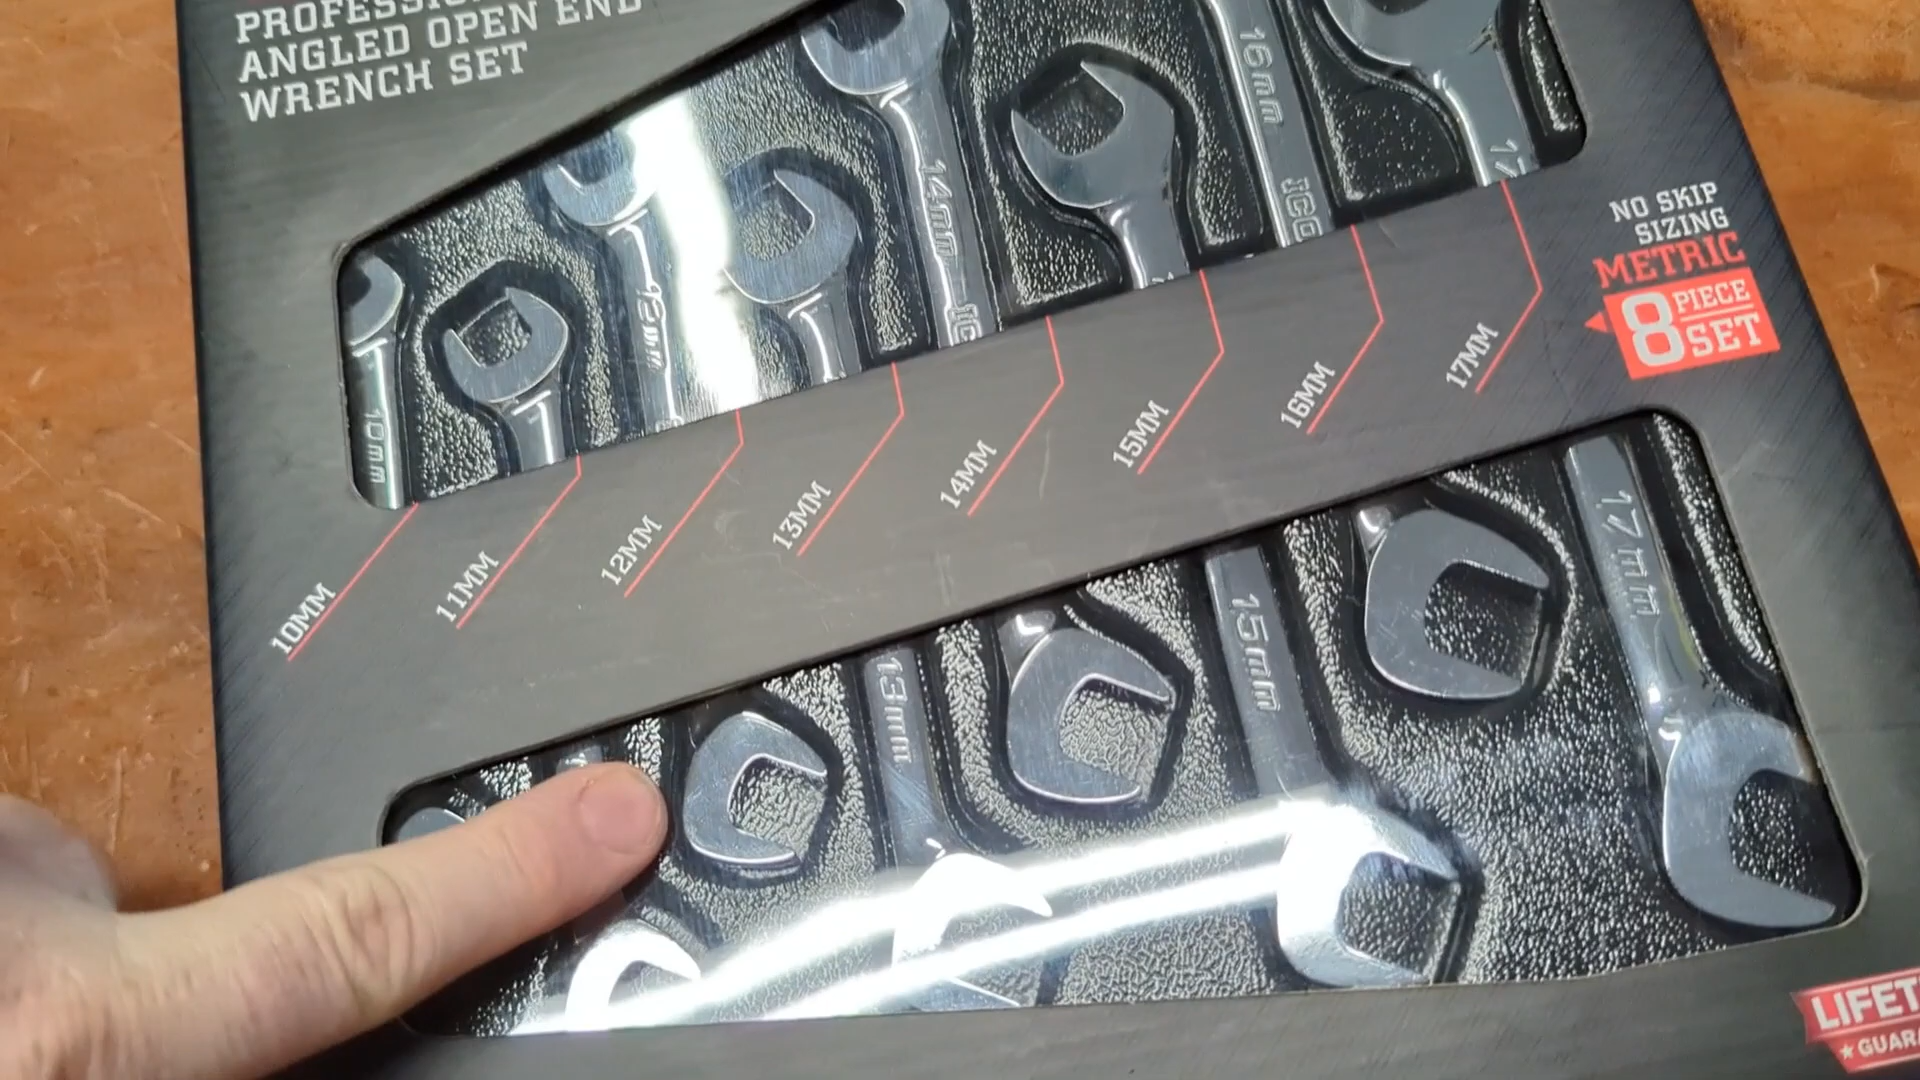 ANGLED OPEN END
WRENCH SET
16mm
14mm
12mm
10mm
NO SKIP
SIZING
METRIC
8 PIECE
SET
10MM
11MM
12MM
13MM
14MM
15MM
16MM
17MM
17mm
15mm
13mm